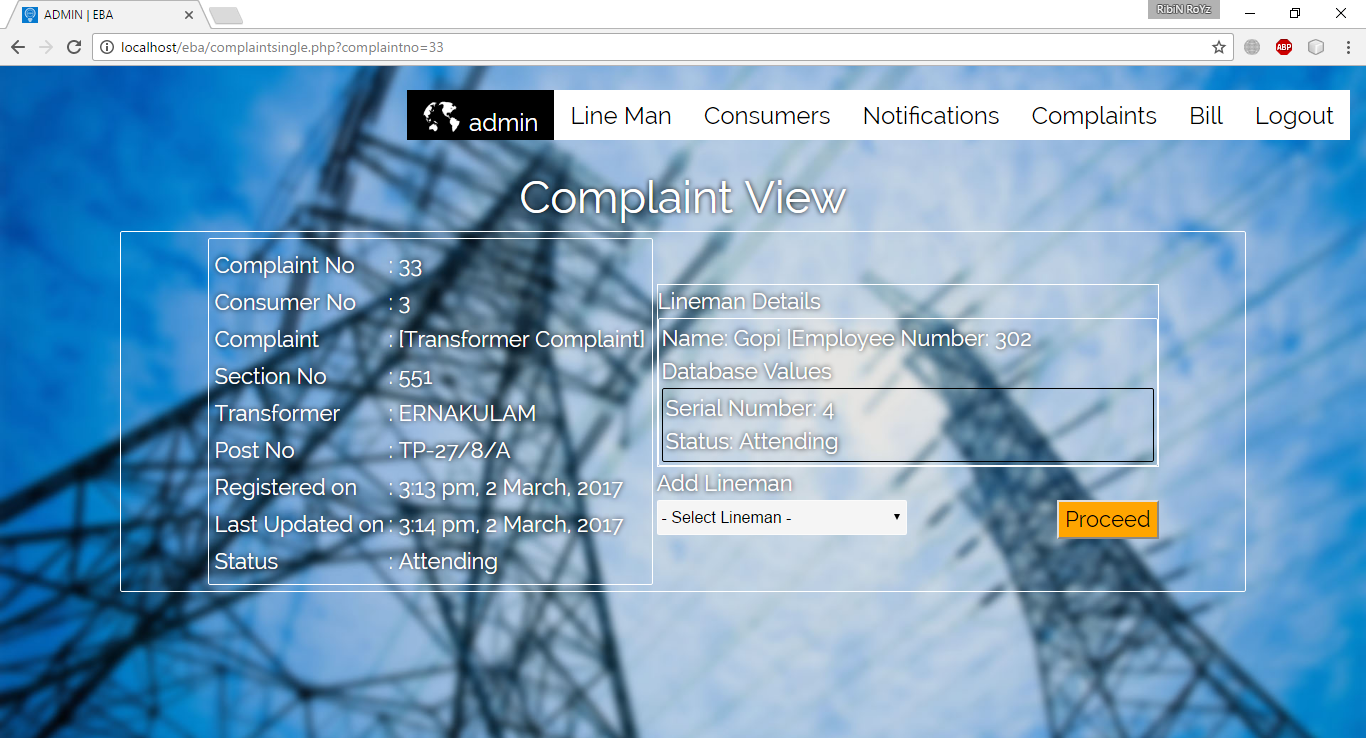 ADMIN | EBA
RibiN RoYz
localhost/eba/complaintsingle.php?complaintno=33
ABP
admin Line Man Consumers Notifications Complaints Bill Logout
Complaint View
Complaint No : 33
Consumer No : 3
Complaint : [Transformer Complaint]
Section No : 551
Transformer : ERNAKULAM
Post No : TP-27/8/A
Registered on : 3:13 pm, 2 March, 2017
Last Updated on : 3:14 pm, 2 March, 2017
Status : Attending
Lineman Details
Name: Gopi |Employee Number: 302
Database Values
Serial Number: 4
Status: Attending
Add Lineman
- Select Lineman -
Proceed